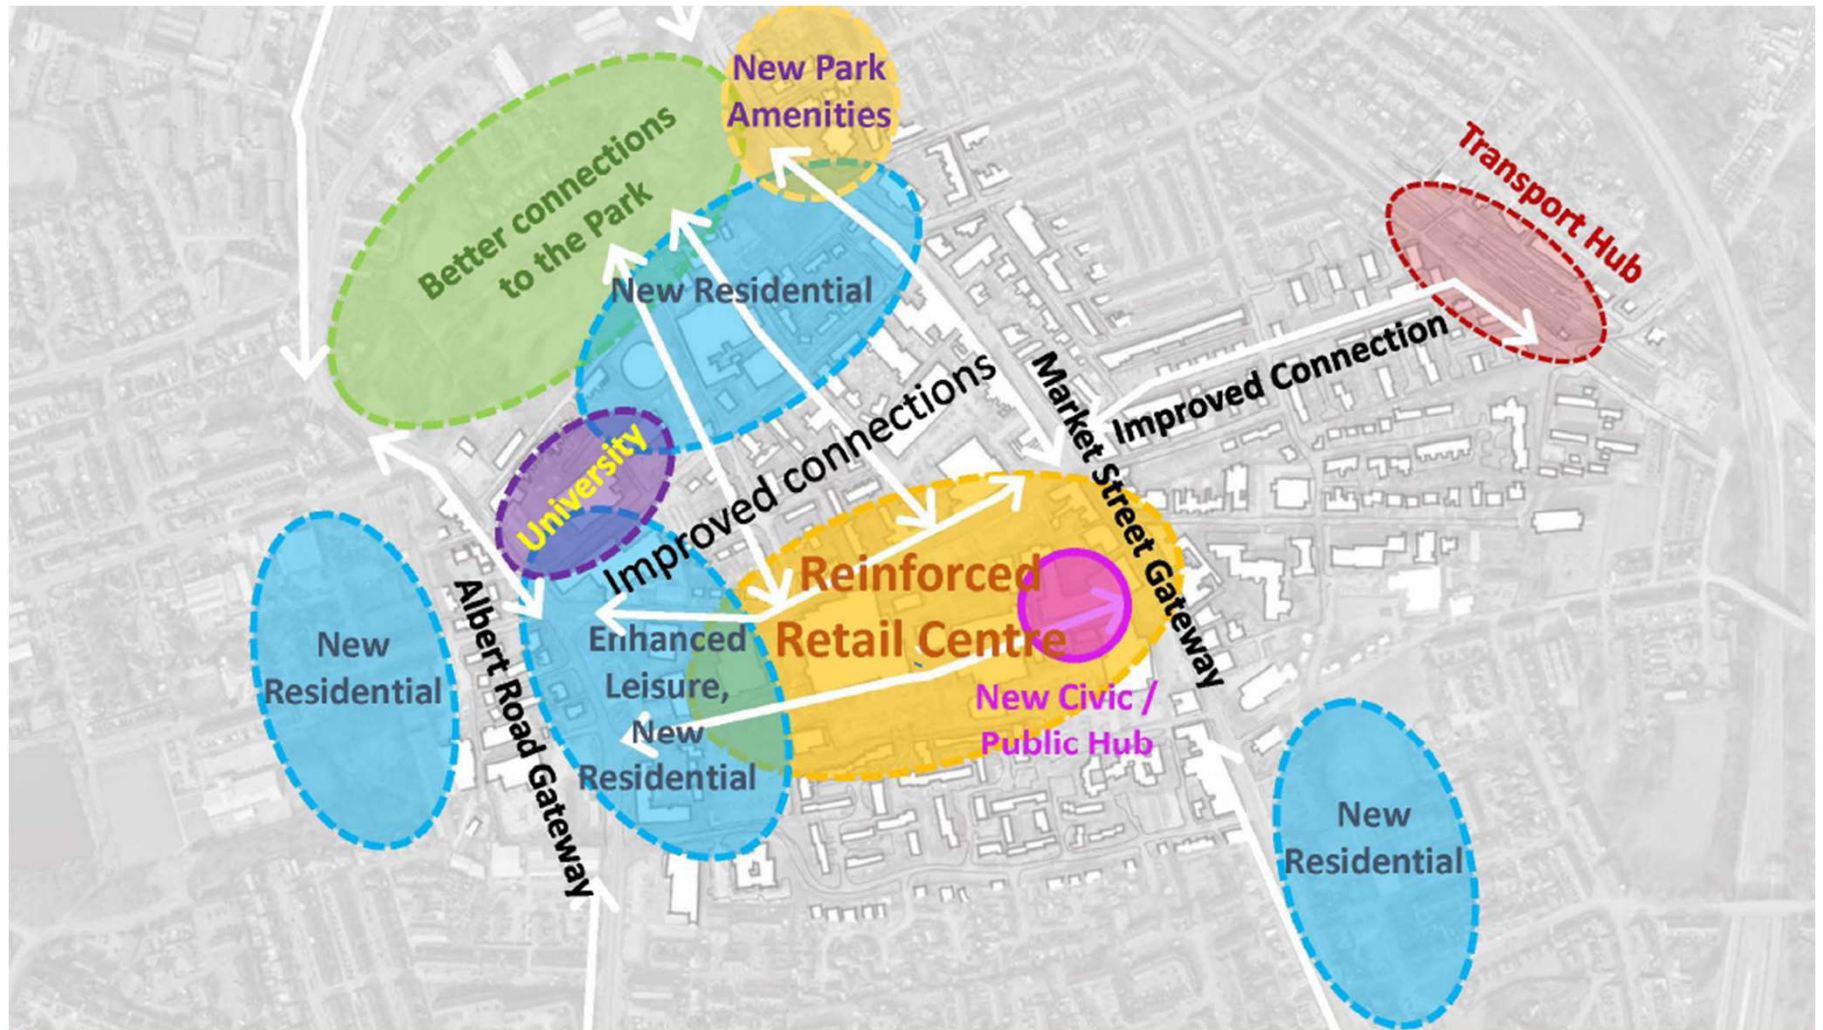 New Park
Amenities
Better connections
to the Park
Transport Hub
New Residential
Improved Connection
Market Street Gateway
Improved connections
University
Reinforced
Retail Centre
New Civic /
Public Hub
Enhanced
Leisure,
New
Residential
Albert Road Gateway
New
Residential
New
Residential